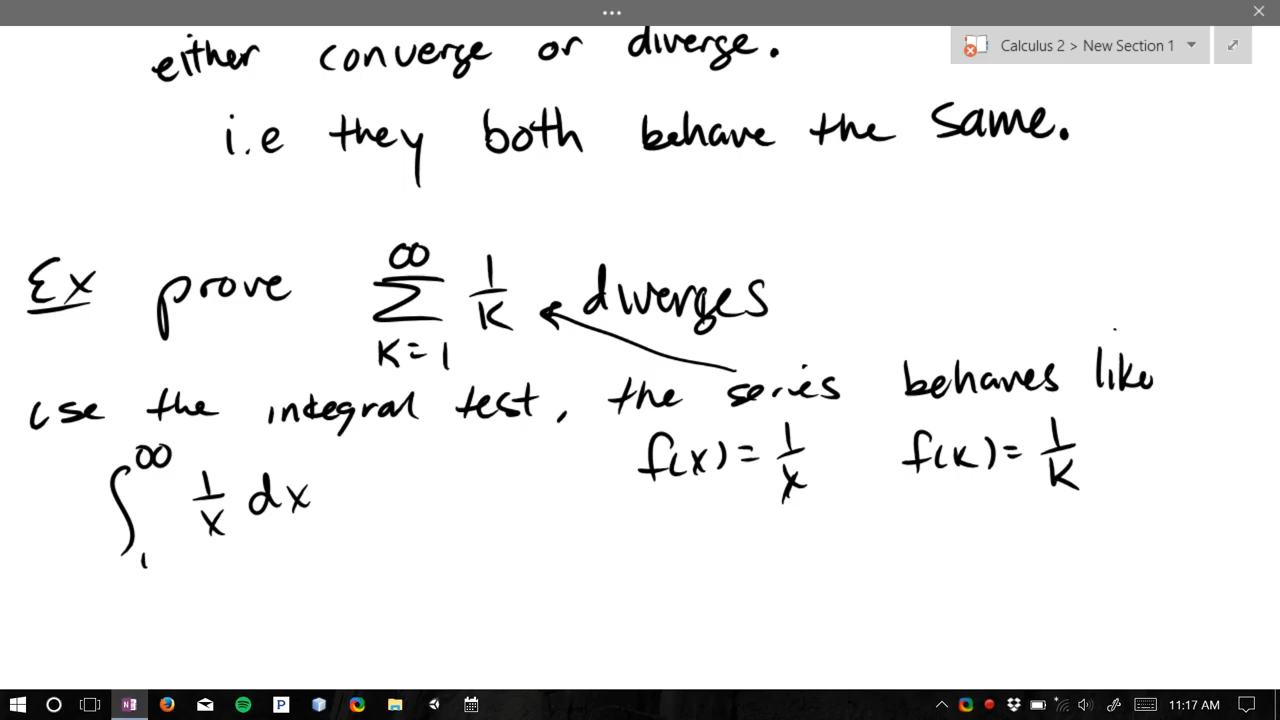 ...
Calculus 2 > New Section 1
either converge or diverge.
i.e they both behave the same.
Ex prove ∑_{K=1}^{∞} 1/K diverges
use the integral test, the series behaves like
∫_1^∞ 1/x dx f(x) = 1/x f(K) = 1/K
11:17 AM